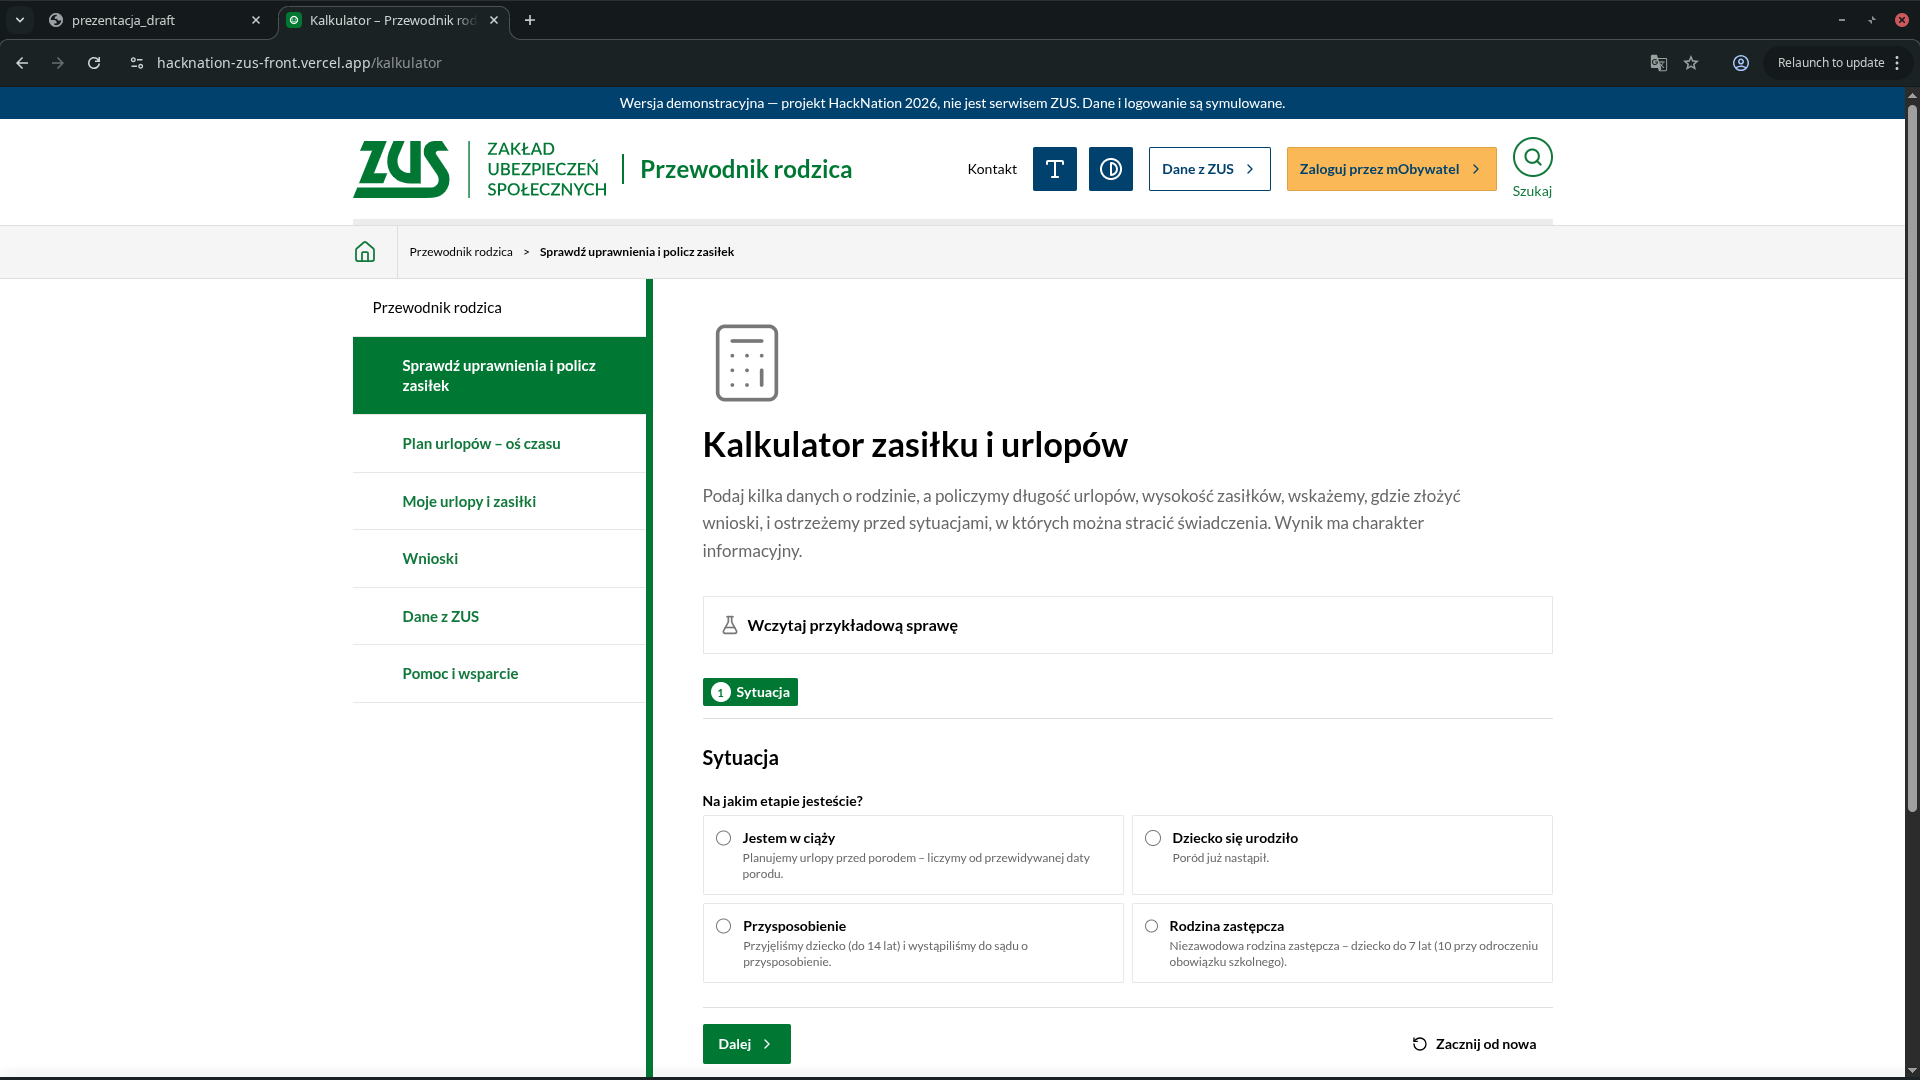 prezentacja_draft
Kalkulator – Przewodnik rod
hacknation-zus-front.vercel.app/kalkulator
Relaunch to update
Wersja demonstracyjna — projekt HackNation 2026, nie jest serwisem ZUS. Dane i logowanie są symulowane.
ZUS
ZAKŁAD
UBEZPIECZEŃ
SPOŁECZNYCH
Przewodnik rodzica
Kontakt
Dane z ZUS
Zaloguj przez mObywatel
Szukaj
Przewodnik rodzica > Sprawdź uprawnienia i policz zasiłek
Przewodnik rodzica
Sprawdź uprawnienia i policz
zasiłek
Plan urlopów – oś czasu
Moje urlopy i zasiłki
Wnioski
Dane z ZUS
Pomoc i wsparcie
Kalkulator zasiłku i urlopów
Podaj kilka danych o rodzinie, a policzymy długość urlopów, wysokość zasiłków, wskażemy, gdzie złożyć
wnioski, i ostrzeżemy przed sytuacjami, w których można stracić świadczenia. Wynik ma charakter
informacyjny.
Wczytaj przykładową sprawę
1 Sytuacja
Sytuacja
Na jakim etapie jesteście?
Jestem w ciąży
Planujemy urlopy przed porodem – liczymy od przewidywanej daty
porodu.
Dziecko się urodziło
Poród już nastąpił.
Przysposobienie
Przyjęliśmy dziecko (do 14 lat) i wystąpiliśmy do sądu o
przysposobienie.
Rodzina zastępcza
Niezawodowa rodzina zastępcza – dziecko do 7 lat (10 przy odroczeniu
obowiązku szkolnego).
Dalej
Zacznij od nowa